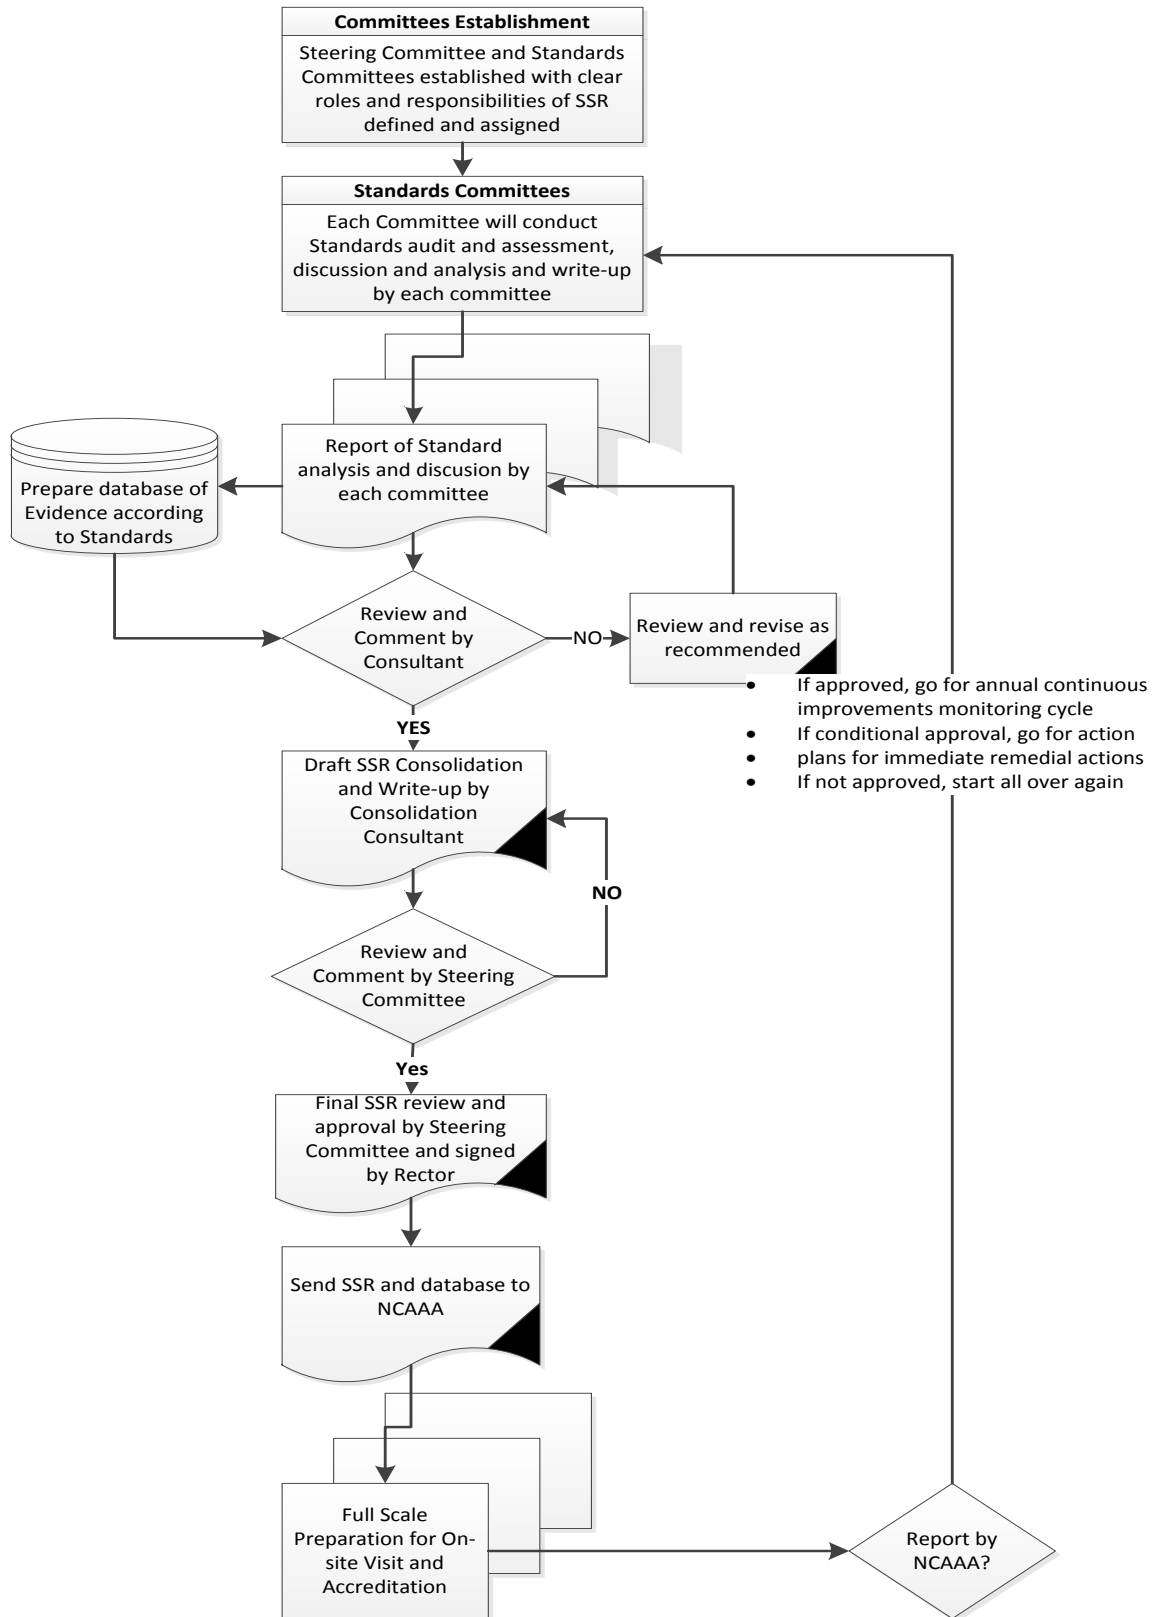 Committees Establishment
Steering Committee and Standards
Committees established with clear
roles and responsibilities of SSR
defined and assigned
Standards Committees
Each Committee will conduct
Standards audit and assessment,
discussion and analysis and write-up
by each committee
Report of Standard
analysis and discusion by
each committee
Prepare database of
Evidence according
to Standards
Review and
Comment by
Consultant
NO
Review and revise as
recommended
• If approved, go for annual continuous
improvements monitoring cycle
• If conditional approval, go for action
• plans for immediate remedial actions
• If not approved, start all over again
YES
Draft SSR Consolidation
and Write-up by
Consolidation
Consultant
NO
Review and
Comment by Steering
Committee
Yes
Final SSR review and
approval by Steering
Committee and signed
by Rector
Send SSR and database to
NCAAA
Full Scale
Preparation for On-
site Visit and
Accreditation
Report by
NCAAA?